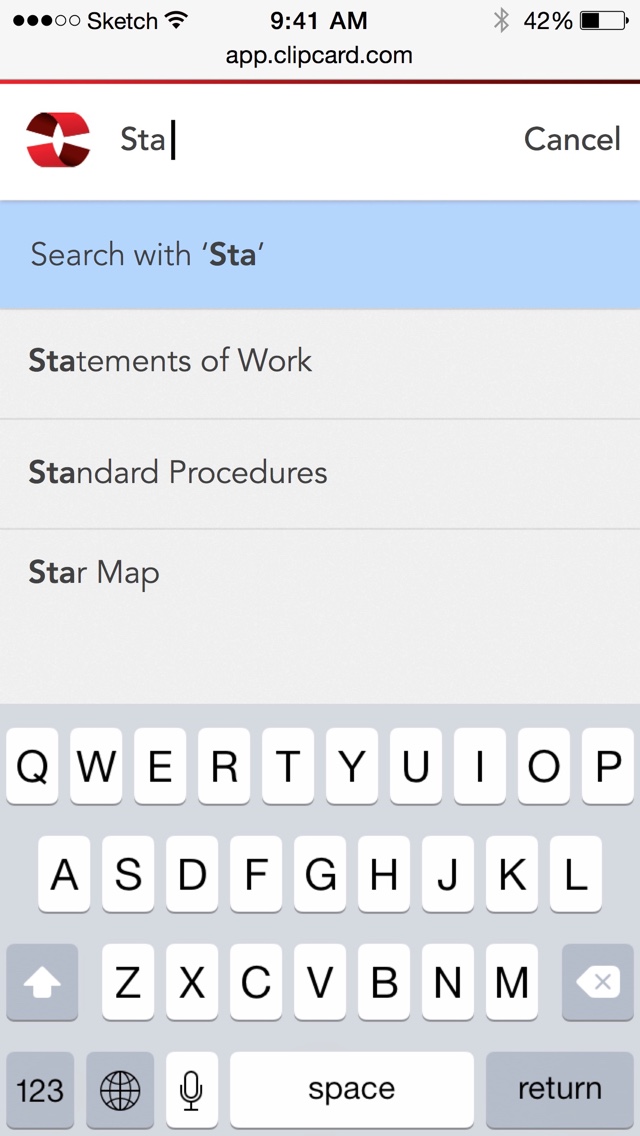 Sketch 9:41 AM 42%
app.clipcard.com
Sta Cancel
Search with ‘Sta’
Statements of Work
Standard Procedures
Star Map
Q W E R T Y U I O P
A S D F G H J K L
Z X C V B N M
123 space return